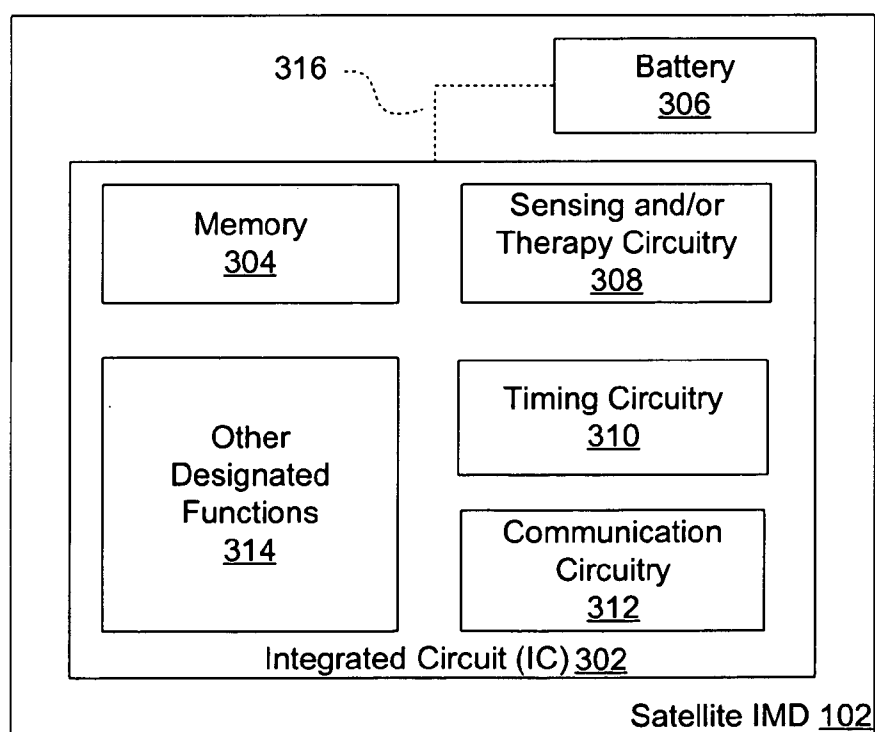 316
Battery
306
Memory
304
Sensing and/or
Therapy Circuitry
308
Other
Designated
Functions
314
Timing Circuitry
310
Communication
Circuitry
312
Integrated Circuit (IC) 302
Satellite IMD 102